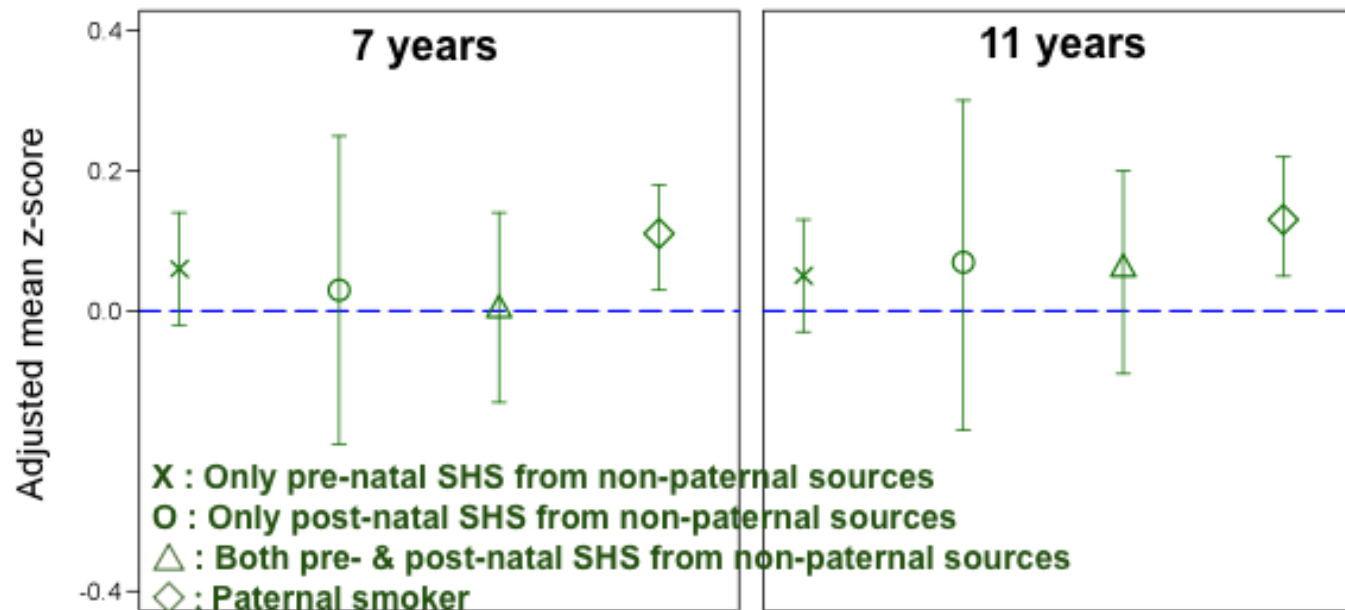 0.4
7 years
11 years
0.2
0.0
-0.4
Adjusted mean z-score
X : Only pre-natal SHS from non-paternal sources
O : Only post-natal SHS from non-paternal sources
△ : Both pre- & post-natal SHS from non-paternal sources
◇ : Paternal smoker